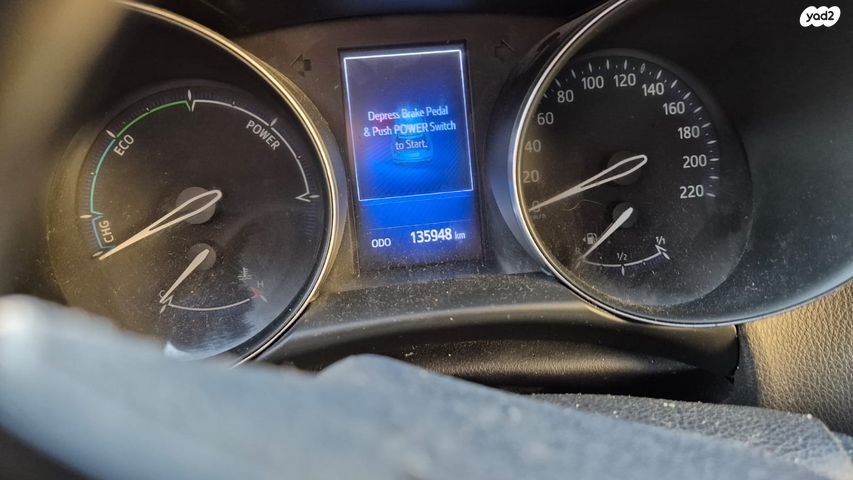 yad2
Depress Brake Pedal
& Push POWER Switch
to Start.
ODO 135948 km
CHG
ECO
POWER
C
H
0
20
40
60
80
100
120
140
160
180
200
220
km/h
1/2
1/1